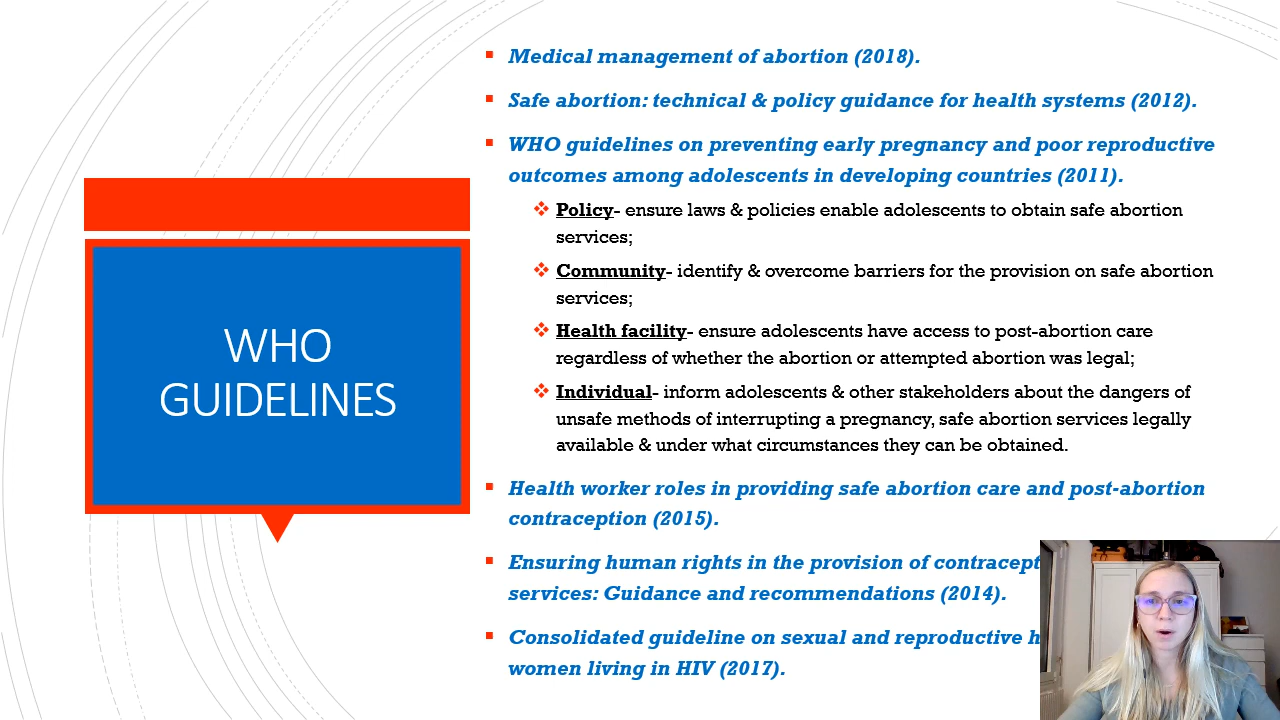 WHO
GUIDELINES
Medical management of abortion (2018).
Safe abortion: technical & policy guidance for health systems (2012).
WHO guidelines on preventing early pregnancy and poor reproductive
outcomes among adolescents in developing countries (2011).
Policy- ensure laws & policies enable adolescents to obtain safe abortion
services;
Community- identify & overcome barriers for the provision on safe abortion
services;
Health facility- ensure adolescents have access to post-abortion care
regardless of whether the abortion or attempted abortion was legal;
Individual- inform adolescents & other stakeholders about the dangers of
unsafe methods of interrupting a pregnancy, safe abortion services legally
available & under what circumstances they can be obtained.
Health worker roles in providing safe abortion care and post-abortion
contraception (2015).
Ensuring human rights in the provision of
services: Guidance and recommendations (2014).
Consolidated guideline on sexual and reproductive
women living in HIV (2017).